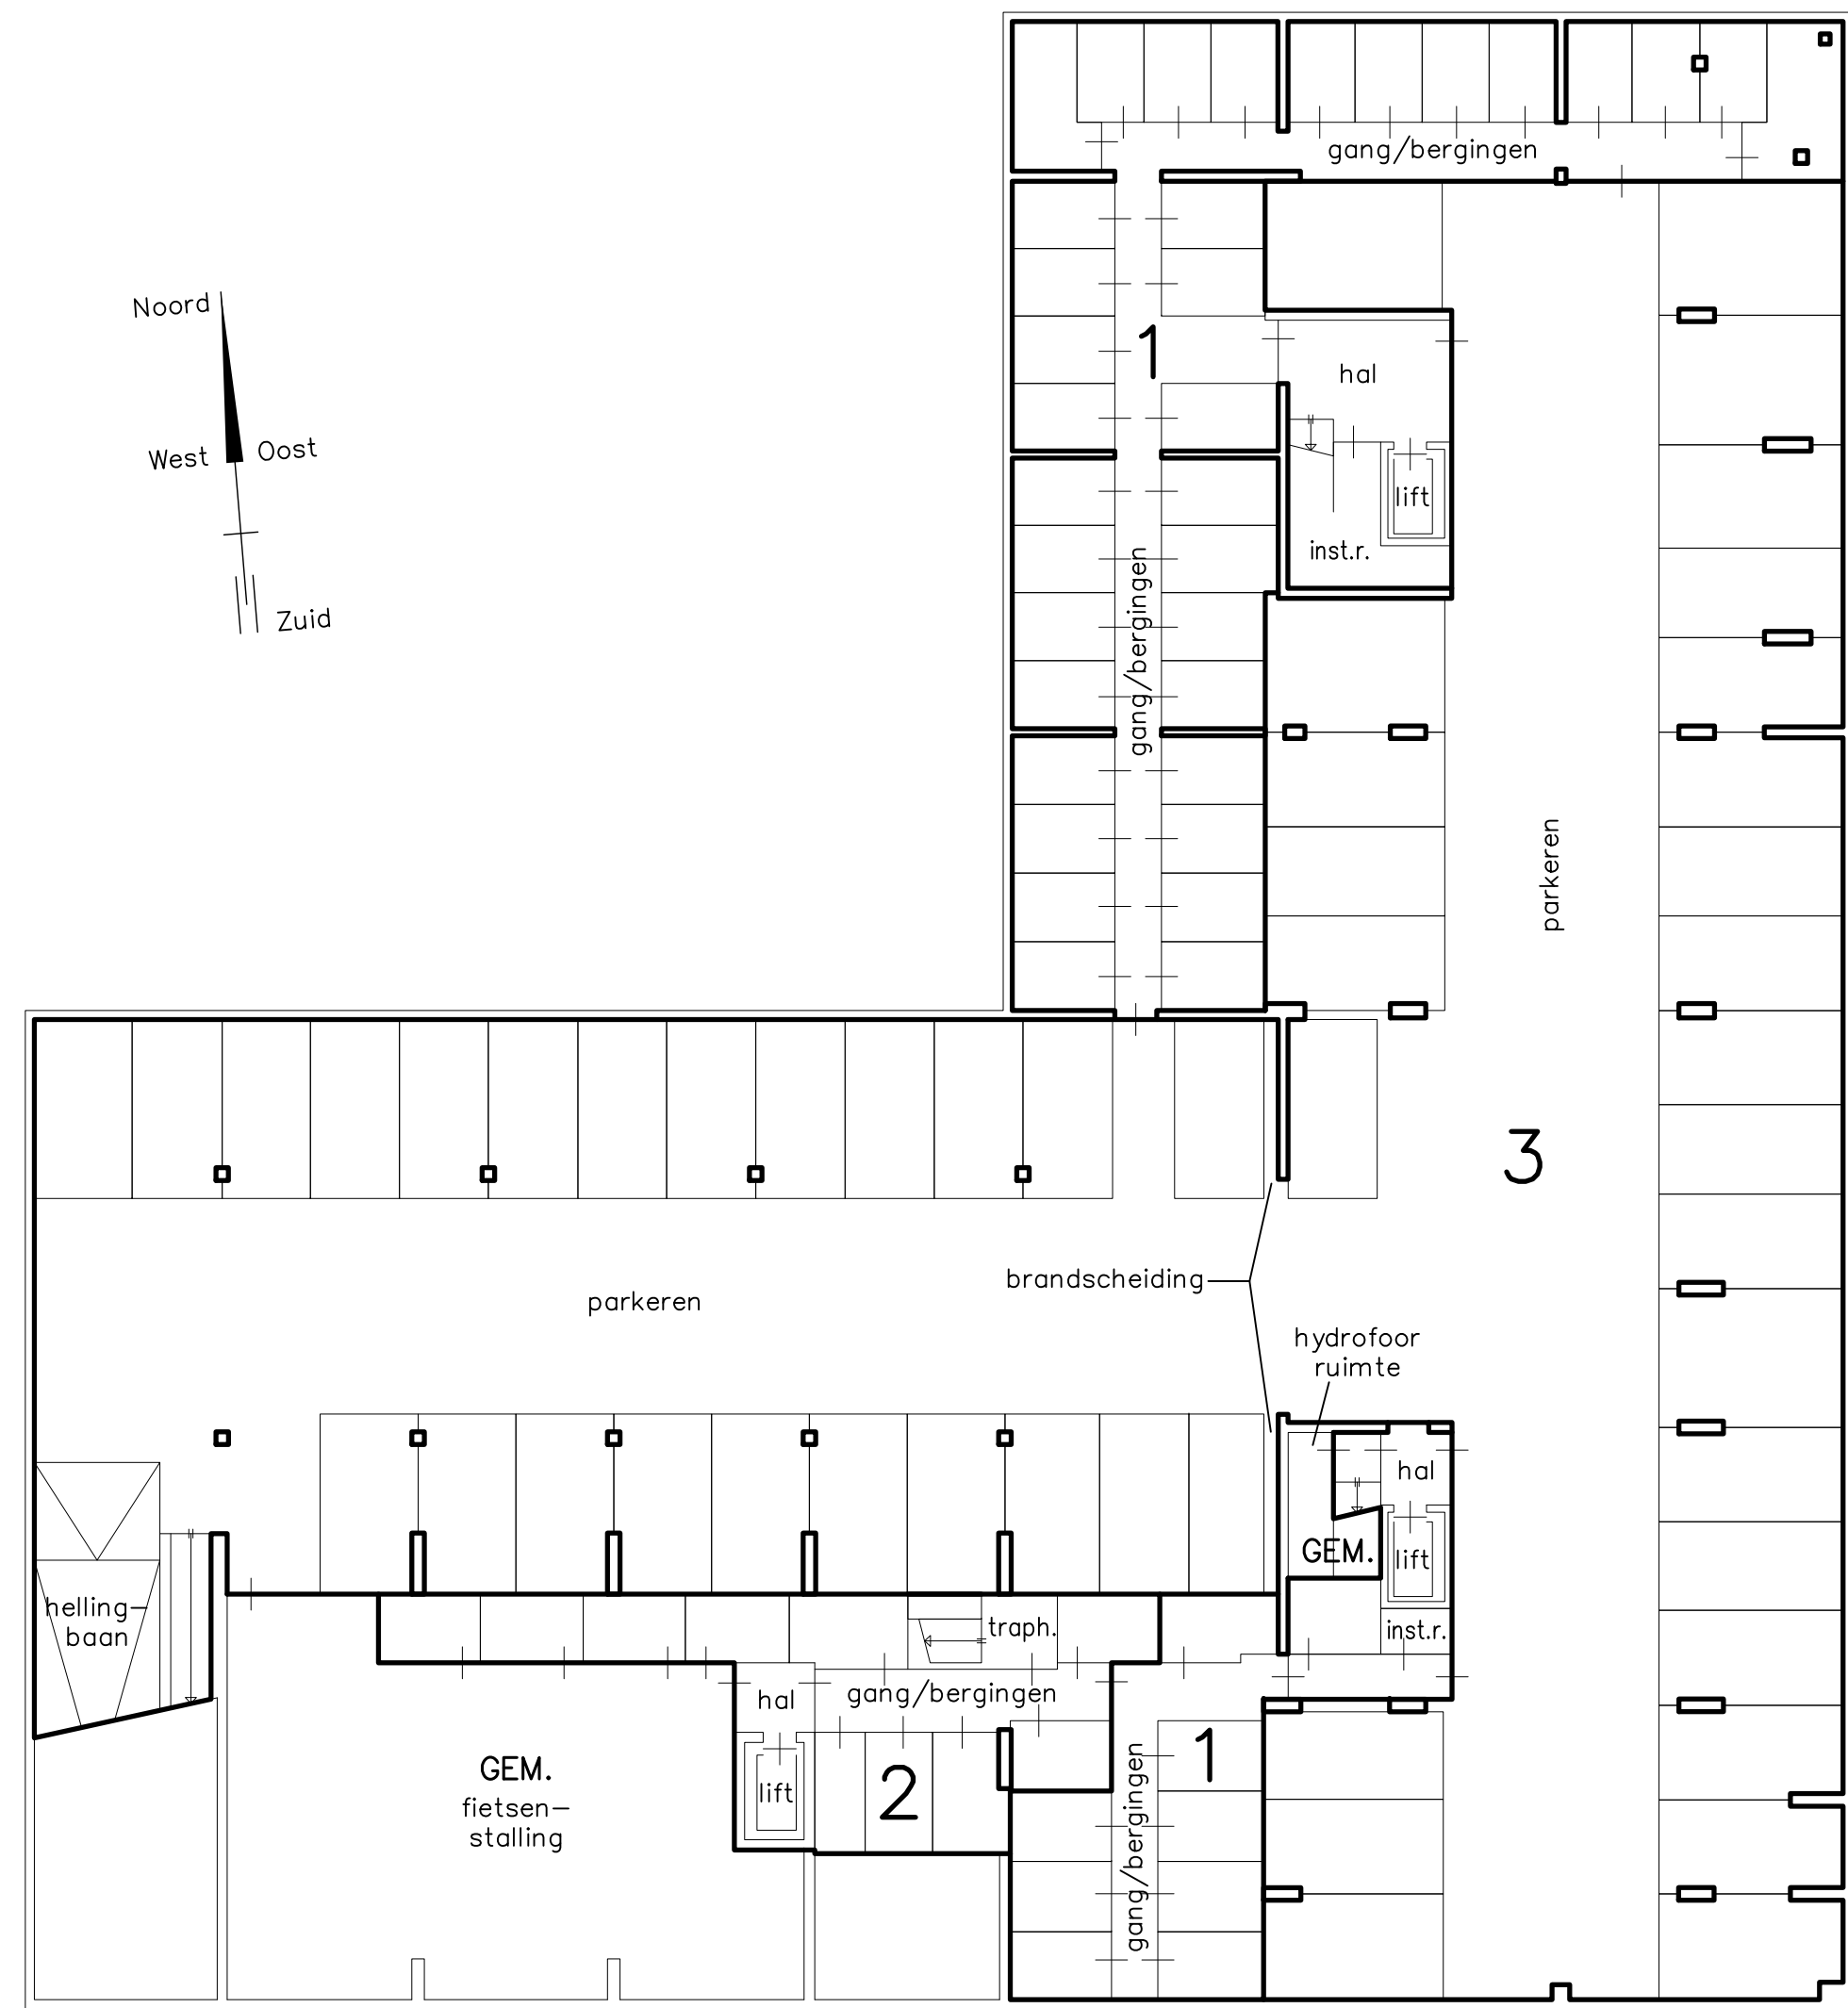 gang/bergingen
Noord
1
hal
West Oost
lift
inst.r.
Zuid
gang/bergingen
parkeren
3
brandscheiding
parkeren
hydrofoor
ruimte
hal
GEM.
lift
helling-
baan
traph.
inst.r.
hal
gang/bergingen
1
GEM.
fietsen-
stalling
lift
2
gang/bergingen